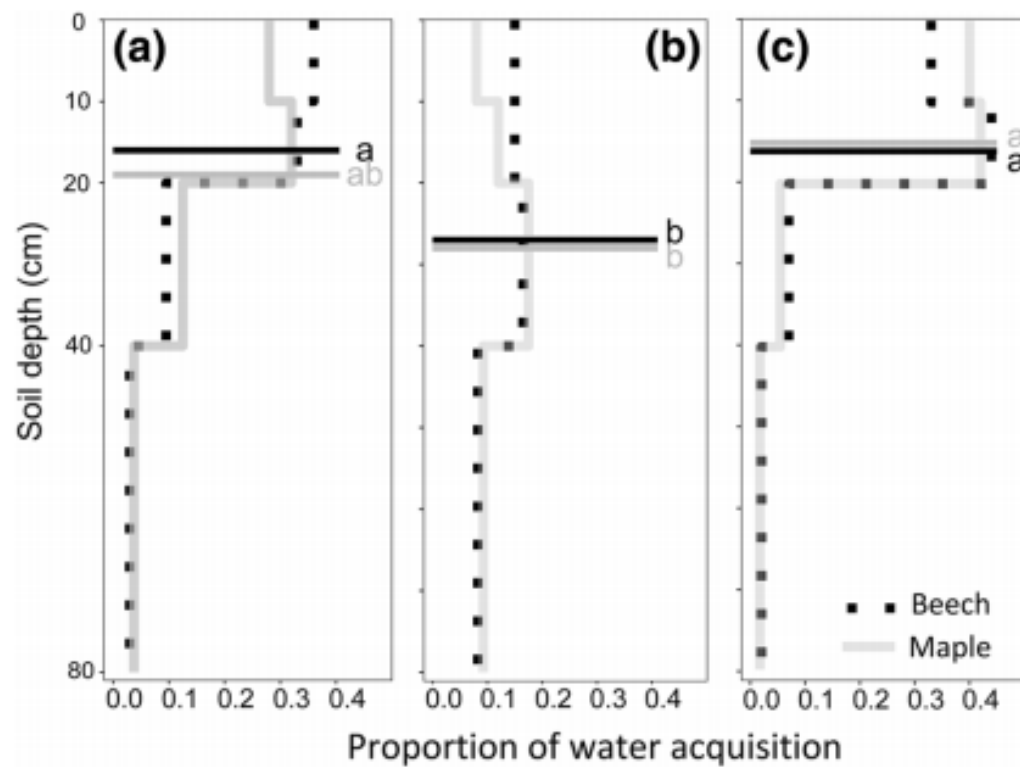 (a) (b) (c)
0
10
20
40
80
Soil depth (cm)
a
ab
b
b
a
a
Beech
Maple
0.0 0.1 0.2 0.3 0.4 0.0 0.1 0.2 0.3 0.4 0.0 0.1 0.2 0.3 0.4
Proportion of water acquisition